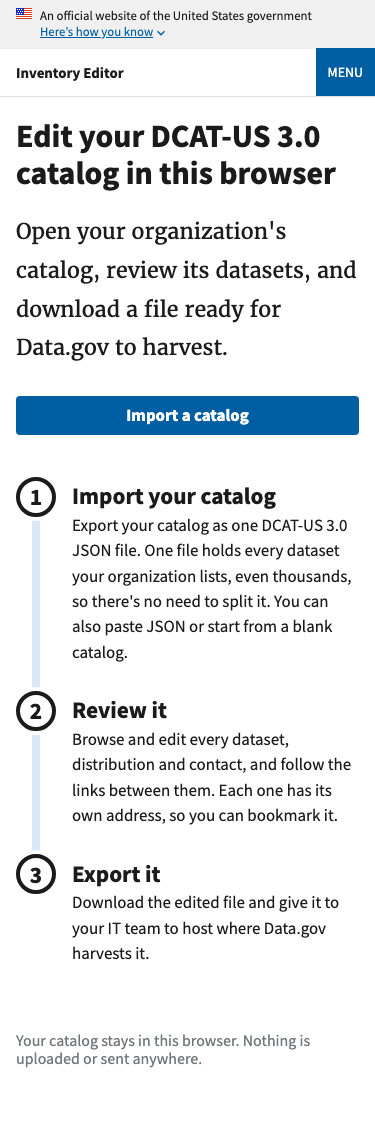 An official website of the United States government
Here's how you know
Inventory Editor
MENU
Edit your DCAT-US 3.0
catalog in this browser
Open your organization's
catalog, review its datasets, and
download a file ready for
Data.gov to harvest.
Import a catalog
1
Import your catalog
Export your catalog as one DCAT-US 3.0
JSON file. One file holds every dataset
your organization lists, even thousands,
so there's no need to split it. You can
also paste JSON or start from a blank
catalog.
2
Review it
Browse and edit every dataset,
distribution and contact, and follow the
links between them. Each one has its
own address, so you can bookmark it.
3
Export it
Download the edited file and give it to
your IT team to host where Data.gov
harvests it.
Your catalog stays in this browser. Nothing is
uploaded or sent anywhere.